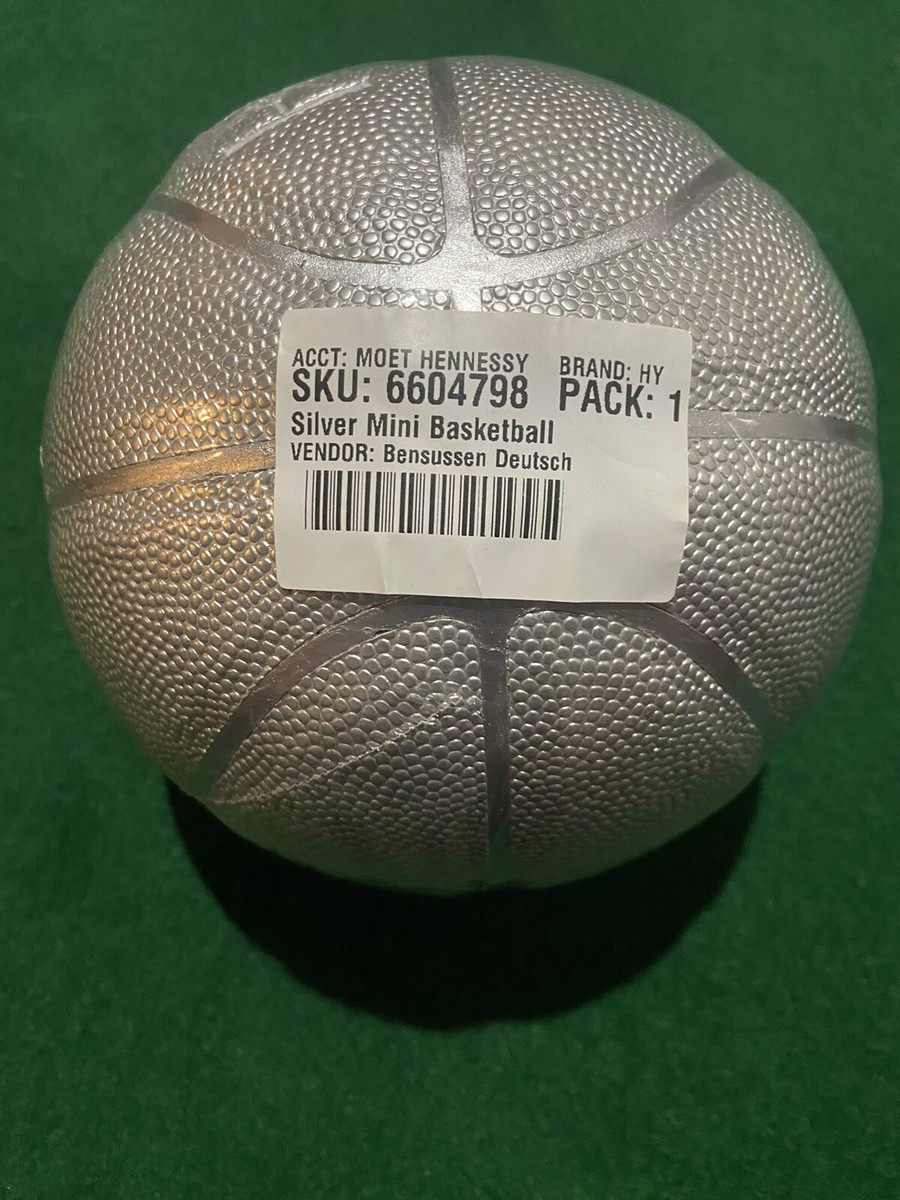 ACCT: MOET HENNESSY BRAND: HY
SKU: 6604798 PACK: 1
Silver Mini Basketball
VENDOR: Bensussen Deutsch